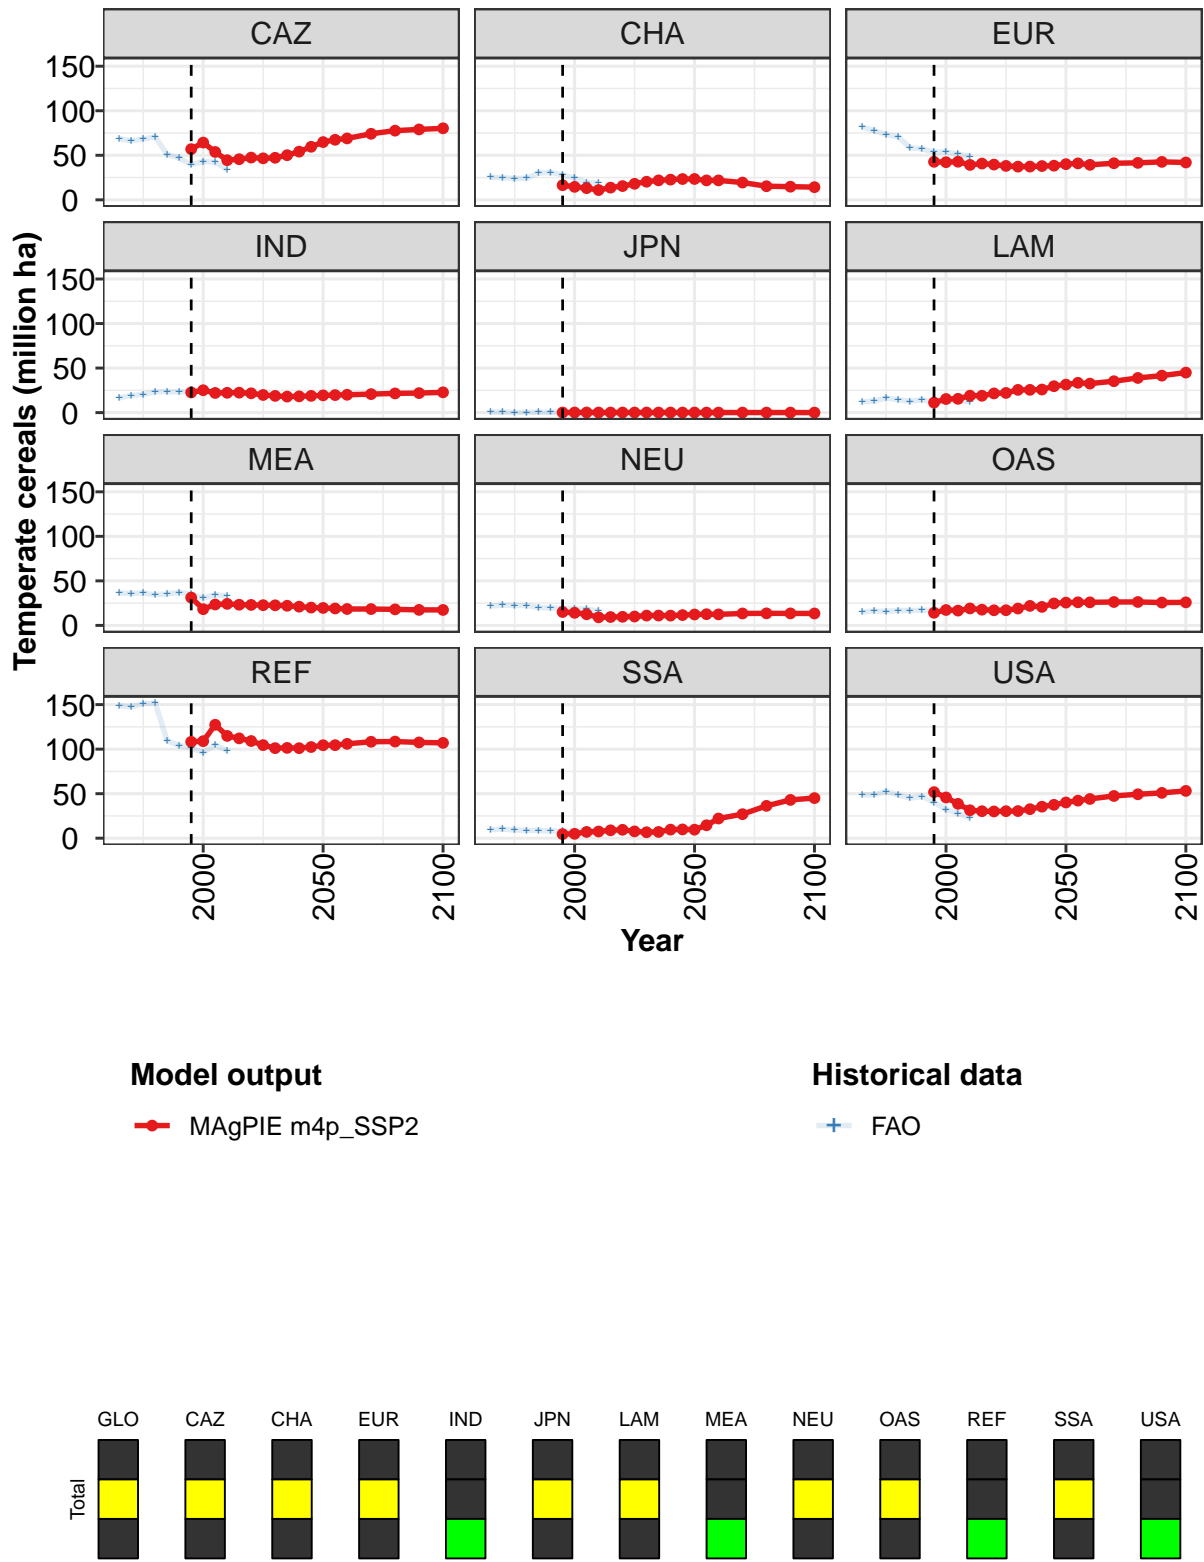 CAZ CHA EUR
150
100
50
0
IND JPN LAM
150
100
50
0
MEA NEU OAS
150
100
50
0
REF SSA USA
150
100
50
0
Temperate cereals (million ha)
2000 2050 2100 2000 2050 2100 2000 2050 2100
Year
Model output Historical data
MAgPIE m4p_SSP2 FAO
GLO CAZ CHA EUR IND JPN LAM MEA NEU OAS REF SSA USA
Total